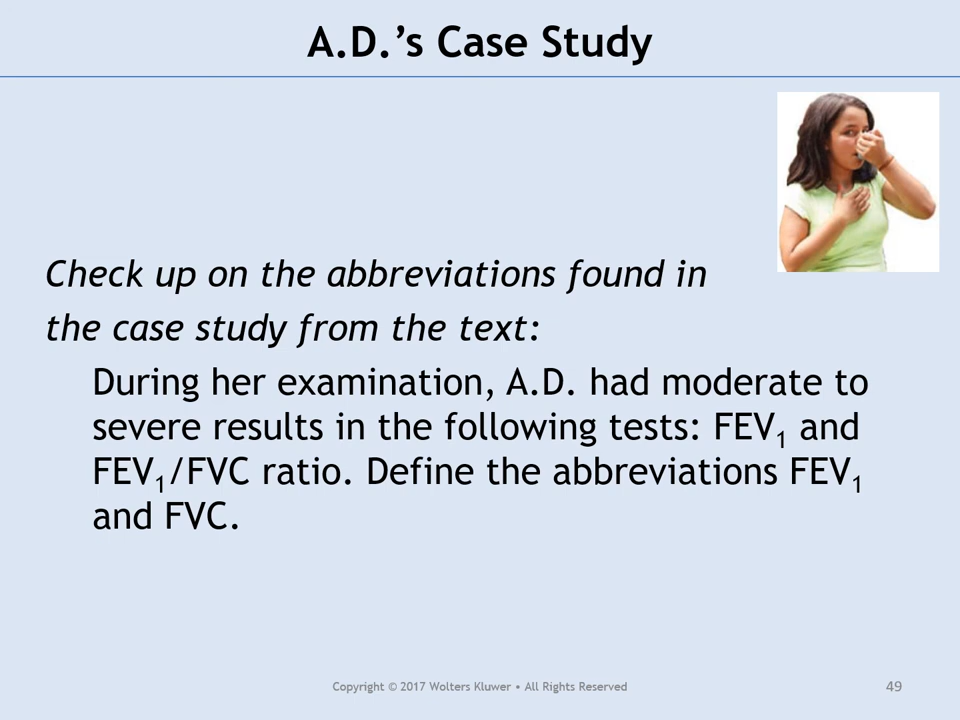 A.D.’s Case Study
Check up on the abbreviations found in
the case study from the text:
During her examination, A.D. had moderate to
severe results in the following tests: FEV₁ and
FEV₁/FVC ratio. Define the abbreviations FEV₁
and FVC.
Copyright © 2017 Wolters Kluwer • All Rights Reserved
49